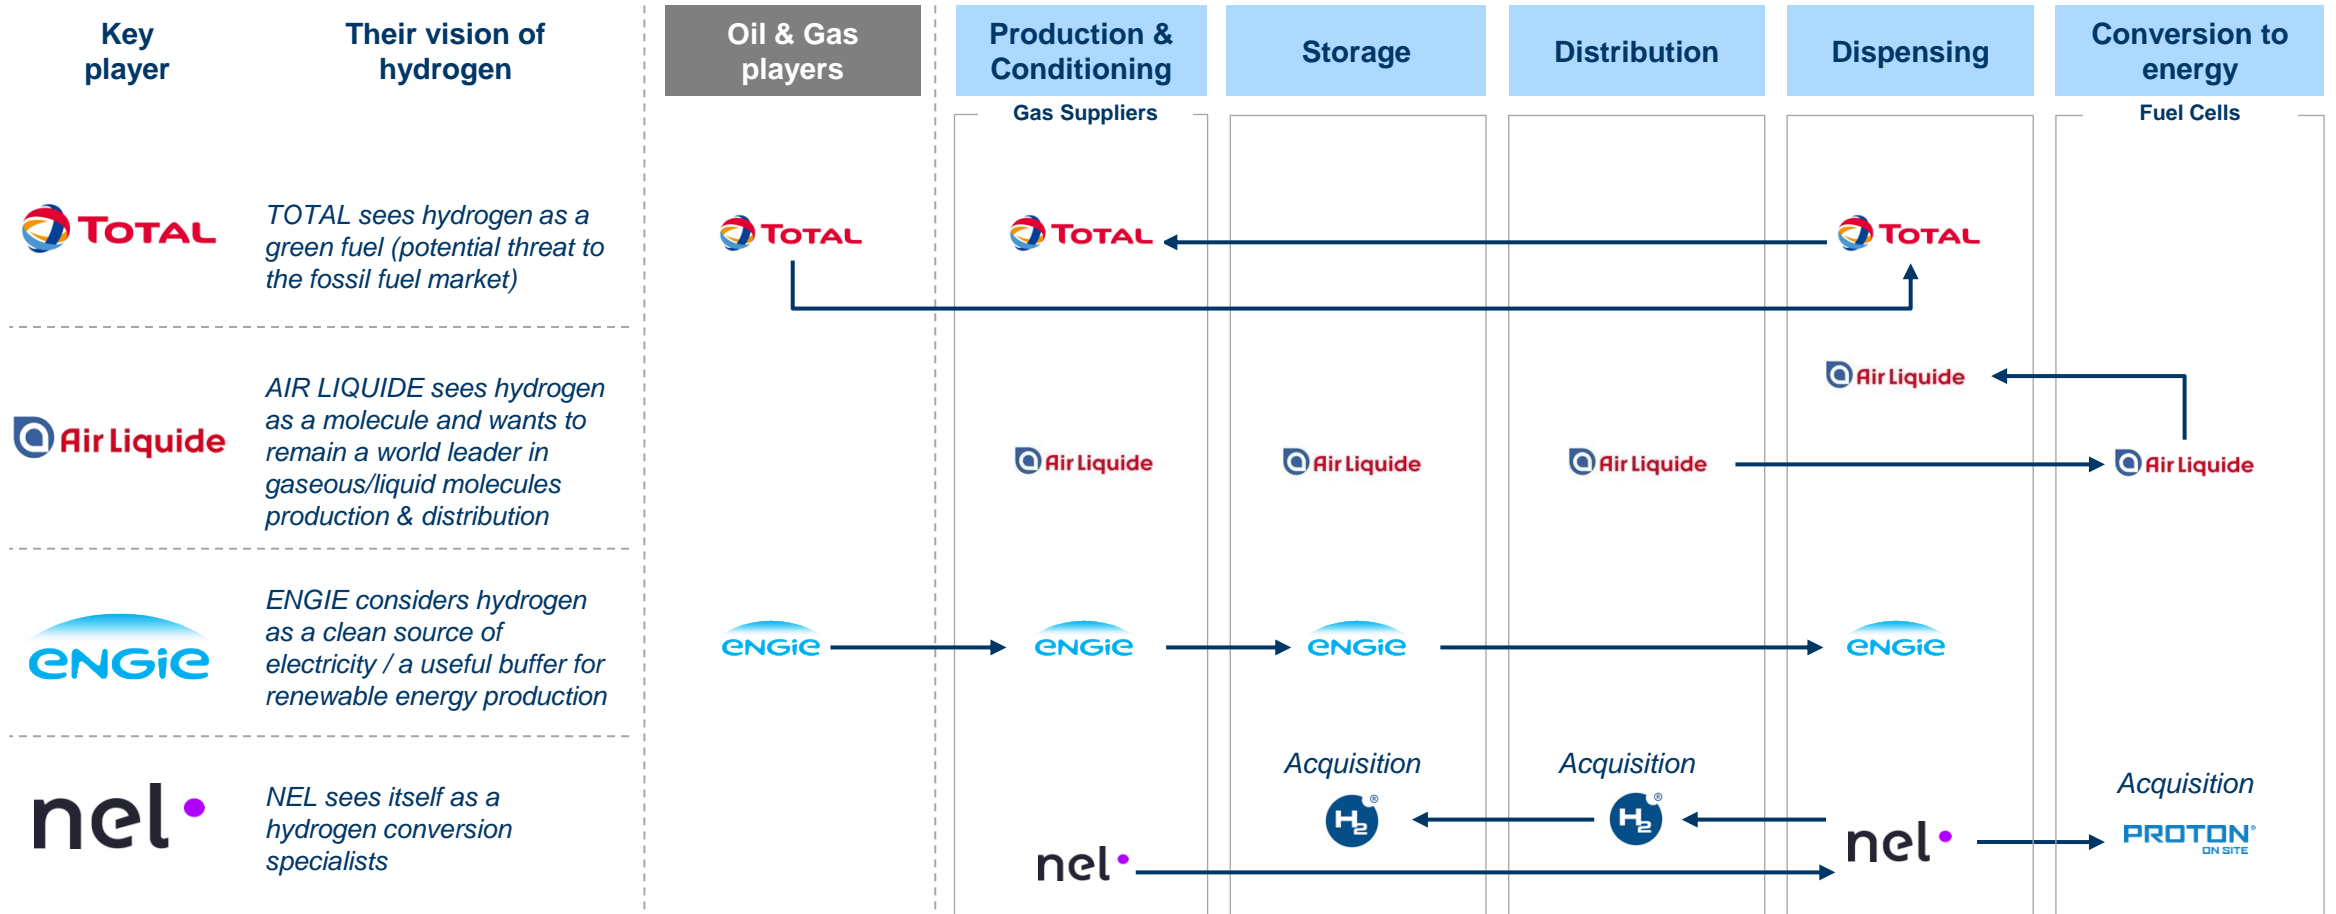 Key
player
Their vision of
hydrogen
Oil & Gas
players
Production &
Conditioning
Storage
Distribution
Dispensing
Conversion to
energy
Gas Suppliers
Fuel Cells
TOTAL
TOTAL sees hydrogen as a
green fuel (potential threat to
the fossil fuel market)
TOTAL
TOTAL
TOTAL
Air Liquide
AIR LIQUIDE sees hydrogen
as a molecule and wants to
remain a world leader in
gaseous/liquid molecules
production & distribution
Air Liquide
Air Liquide
Air Liquide
Air Liquide
Air Liquide
ENGIE
ENGIE considers hydrogen
as a clean source of
electricity / a useful buffer for
renewable energy production
ENGIE
ENGIE
ENGIE
ENGIE
nel
NEL sees itself as a
hydrogen conversion
specialists
nel
Acquisition
H2®
Acquisition
H2®
nel
Acquisition
PROTON®
ON SITE